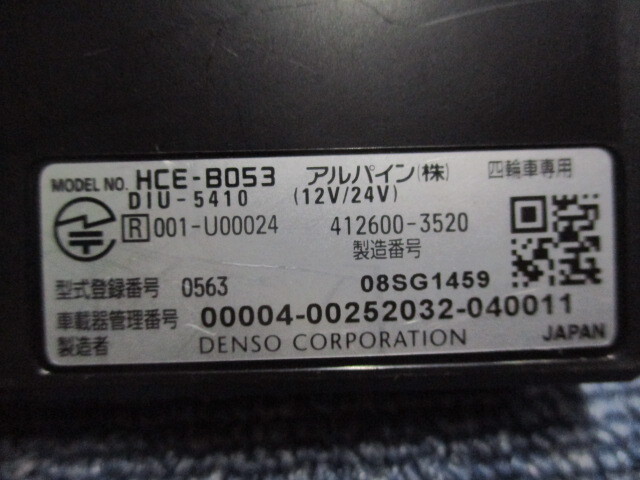 MODEL NO. HCE-B053 アルパイン(株) 四輪車専用
DIU-5410 (12V/24V)
R 001-U00024 412600-3520
製造番号
型式登録番号 0563 08SG1459
車載器管理番号 00004-00252032-040011
製造者 DENSO CORPORATION JAPAN